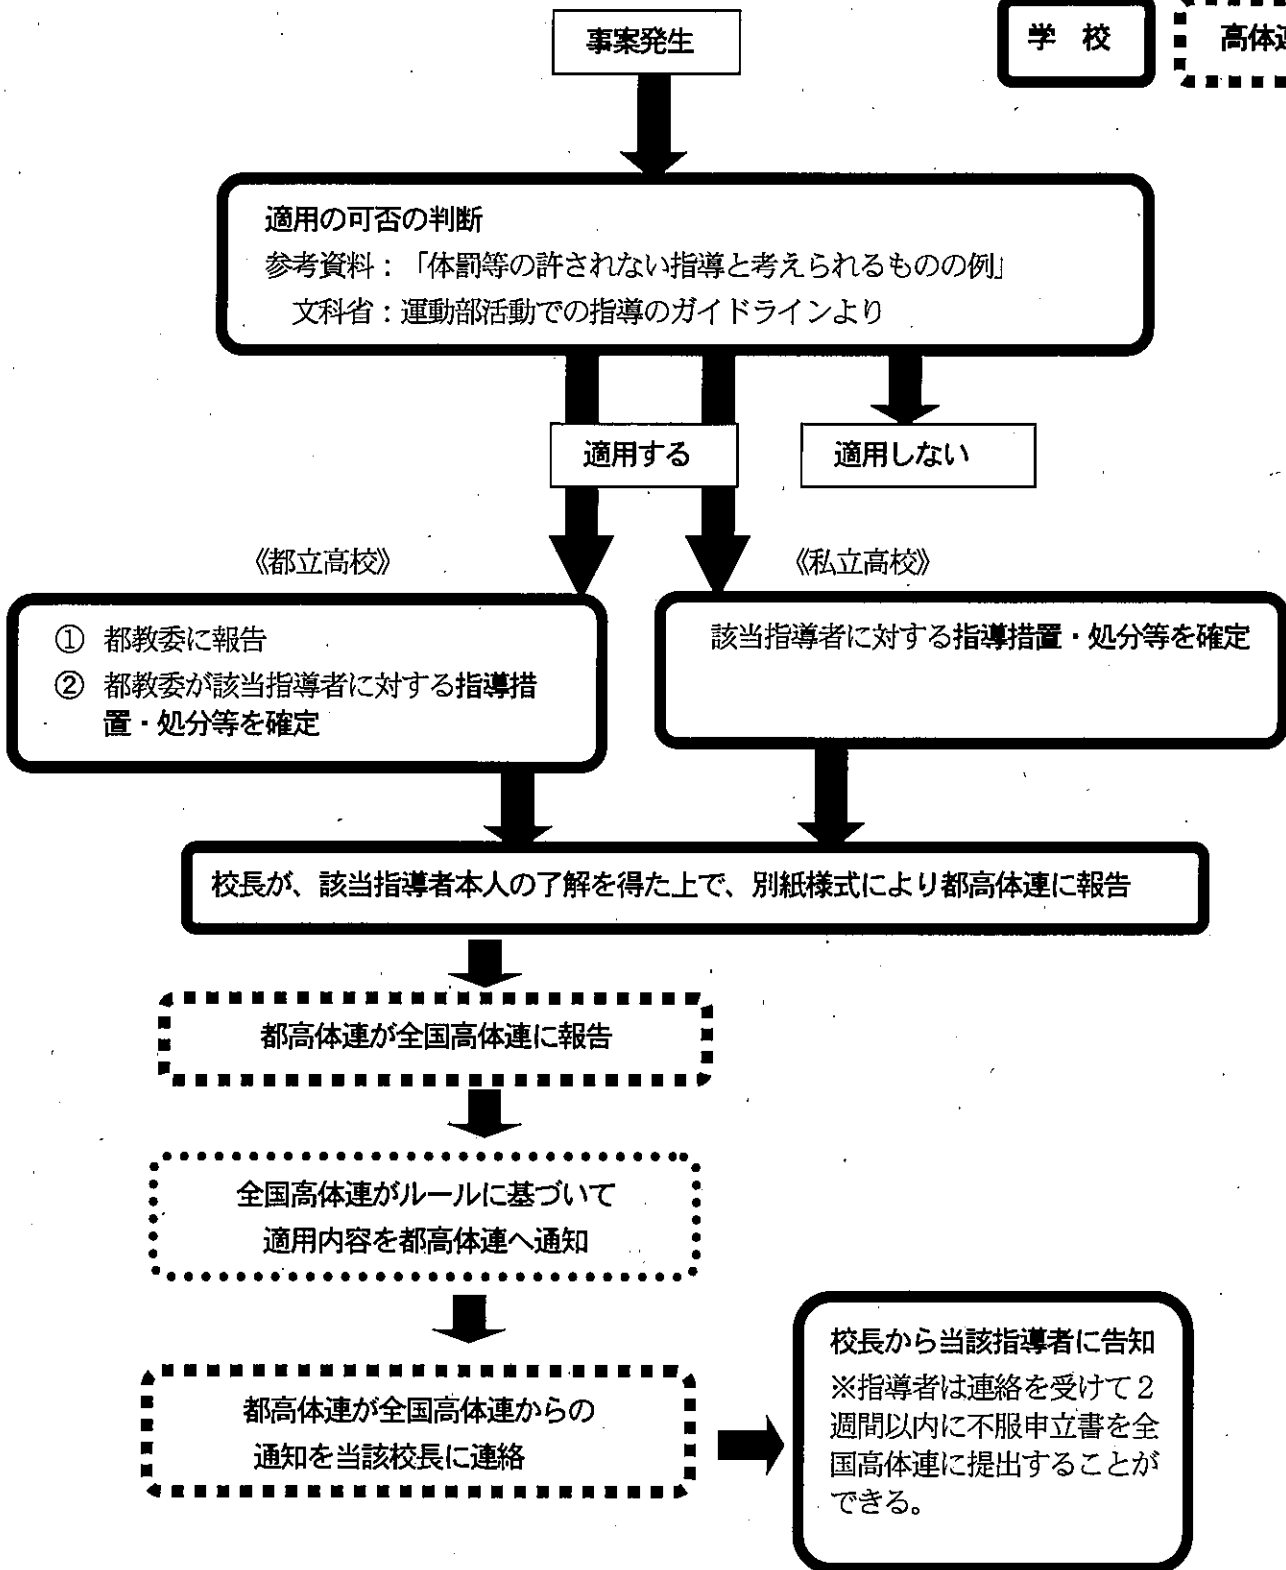 事案発生
学 校
高体連
適用の可否の判断
参考資料：「体罰等の許されない指導と考えられるものの例」
文科省：運動部活動での指導のガイドラインより
適用する
適用しない
《都立高校》
《私立高校》
① 都教委に報告
② 都教委が該当指導者に対する指導措
置・処分等を確定
該当指導者に対する指導措置・処分等を確定
校長が、該当指導者本人の了解を得た上で、別紙様式により都高体連に報告
都高体連が全国高体連に報告
全国高体連がルールに基づいて
適用内容を都高体連へ通知
都高体連が全国高体連からの
通知を当該校長に連絡
校長から当該指導者に告知
※指導者は連絡を受けて２
週間以内に不服申立書を全
国高体連に提出することが
できる。